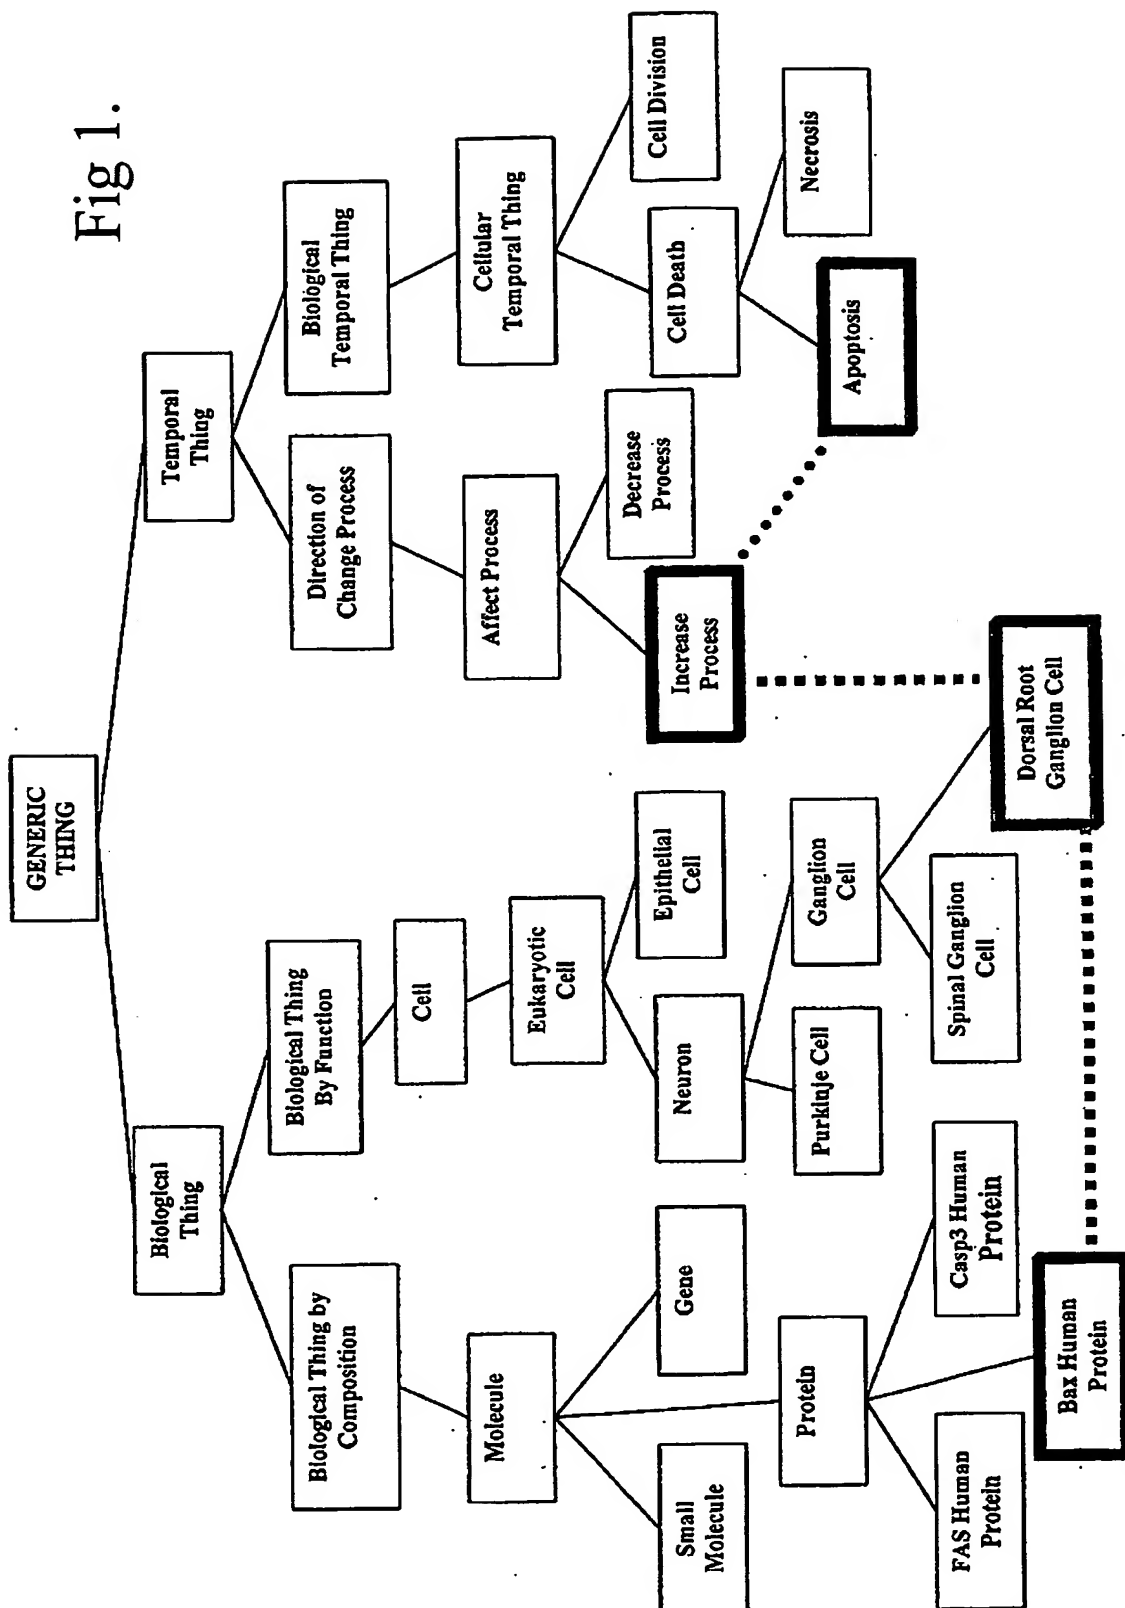 Fig 1.
GENERIC
THING
Biological
Thing
Temporal
Thing
Biological Thing by
Composition
Biological Thing
By Function
Direction of
Change Process
Biological
Temporal Thing
Molecule
Cell
Affect Process
Cellular
Temporal Thing
Eukaryotic
Cell
Small
Molecule
Gene
Neuron
Epithelial
Cell
Increase
Process
Decrease
Process
Cell Death
Cell Division
Protein
Purkinje Cell
Ganglion
Cell
Apoptosis
Necrosis
FAS Human
Protein
Bax Human
Protein
Casp3 Human
Protein
Spinal Ganglion
Cell
Dorsal Root
Ganglion Cell